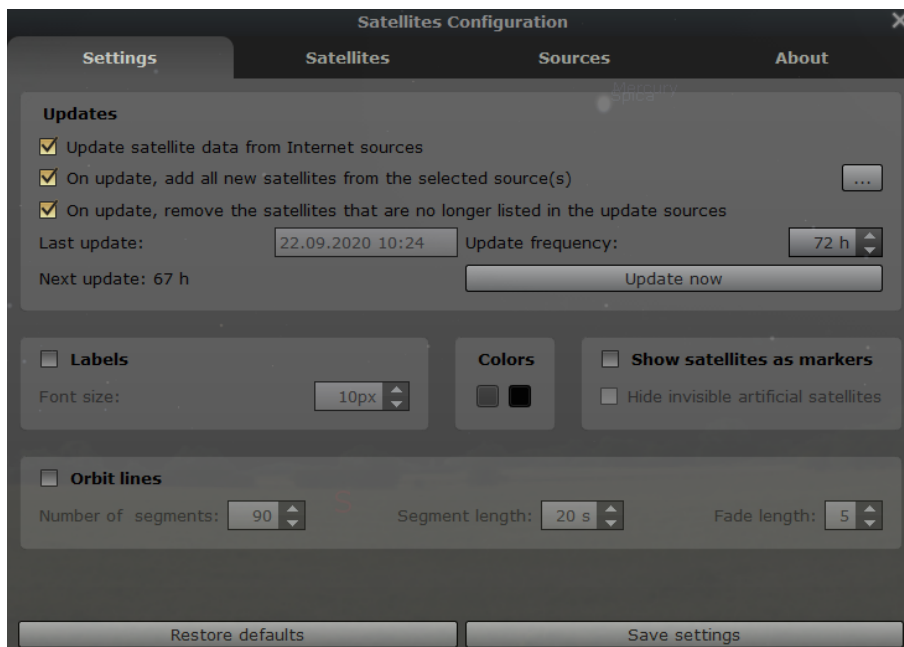 Satellites Configuration
Settings Satellites Sources About
Mercury
Spica
Updates
Update satellite data from Internet sources
On update, add all new satellites from the selected source(s) ...
On update, remove the satellites that are no longer listed in the update sources
Last update: 22.09.2020 10:24 Update frequency: 72 h
Next update: 67 h Update now
Labels Colors Show satellites as markers
Font size: 10px Hide invisible artificial satellites
Orbit lines
Number of segments: 90 Segment length: 20 s Fade length: 5
Restore defaults Save settings